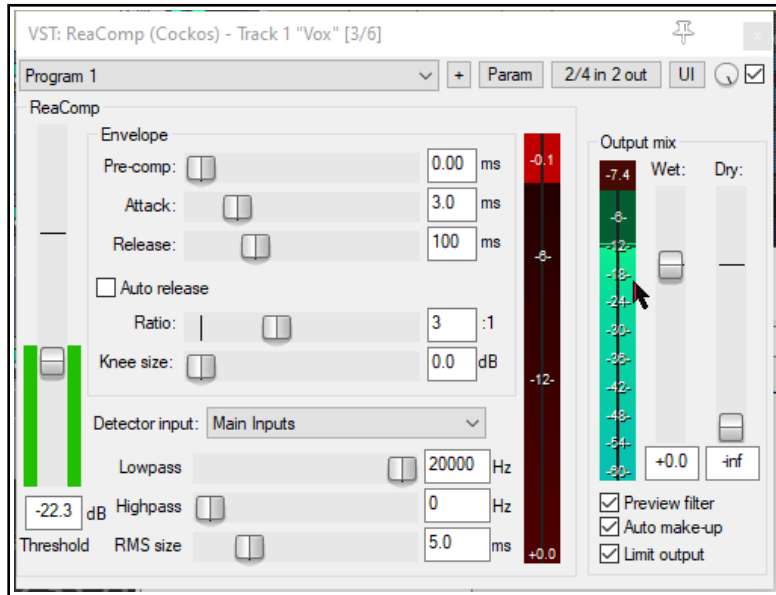 VST: ReaComp (Cockos) - Track 1 "Vox" [3/6]
Program 1 + Param 2/4 in 2 out UI
ReaComp
Envelope
Pre-comp: 0.00 ms
Attack: 3.0 ms
Release: 100 ms
Auto release
Ratio: 3 :1
Knee size: 0.0 dB
Detector input: Main Inputs
Lowpass 20000 Hz
Highpass 0 Hz
RMS size 5.0 ms
-22.3 dB
Threshold
-0.1
-6-
-12-
+0.0
Output mix
Wet: Dry:
-7.4
-6-
-12-
-18-
-24-
-30-
-36-
-42-
-48-
-54-
-60-
+0.0 -inf
Preview filter
Auto make-up
Limit output